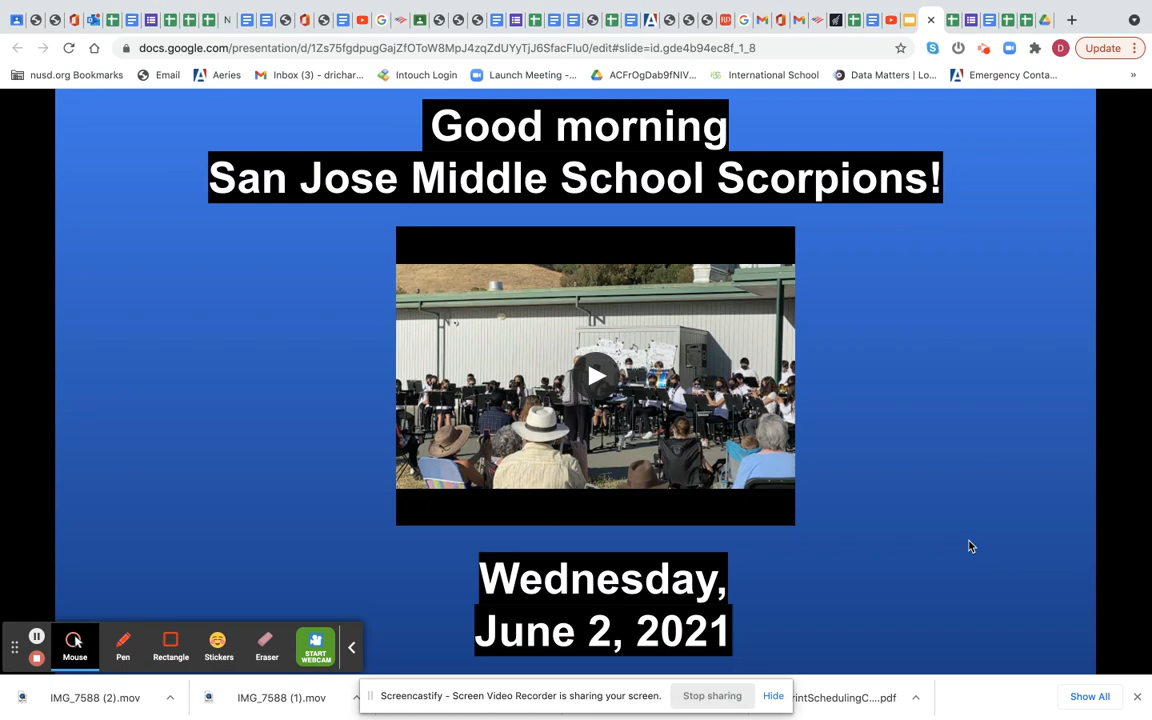 N
docs.google.com/presentation/d/1Zs75fgdpugGajZfOToW8MpJ4zqZdUYyTjJ6SfacFlu0/edit#slide=id.gde4b94ec8f_1_8
D
Update
nusd.org Bookmarks
Email
Aeries
Inbox (3) - drichar...
Intouch Login
Launch Meeting -...
ACFrOgDab9fNIV...
International School
Data Matters | Lo...
Emergency Conta...
»
Good morning
San Jose Middle School Scorpions!
Wednesday,
June 2, 2021
Mouse
Pen
Rectangle
Stickers
Eraser
START
WEBCAM
IMG_7588 (2).mov
IMG_7588 (1).mov
Screencastify - Screen Video Recorder is sharing your screen.
Stop sharing
Hide
rintSchedulingC....pdf
Show All